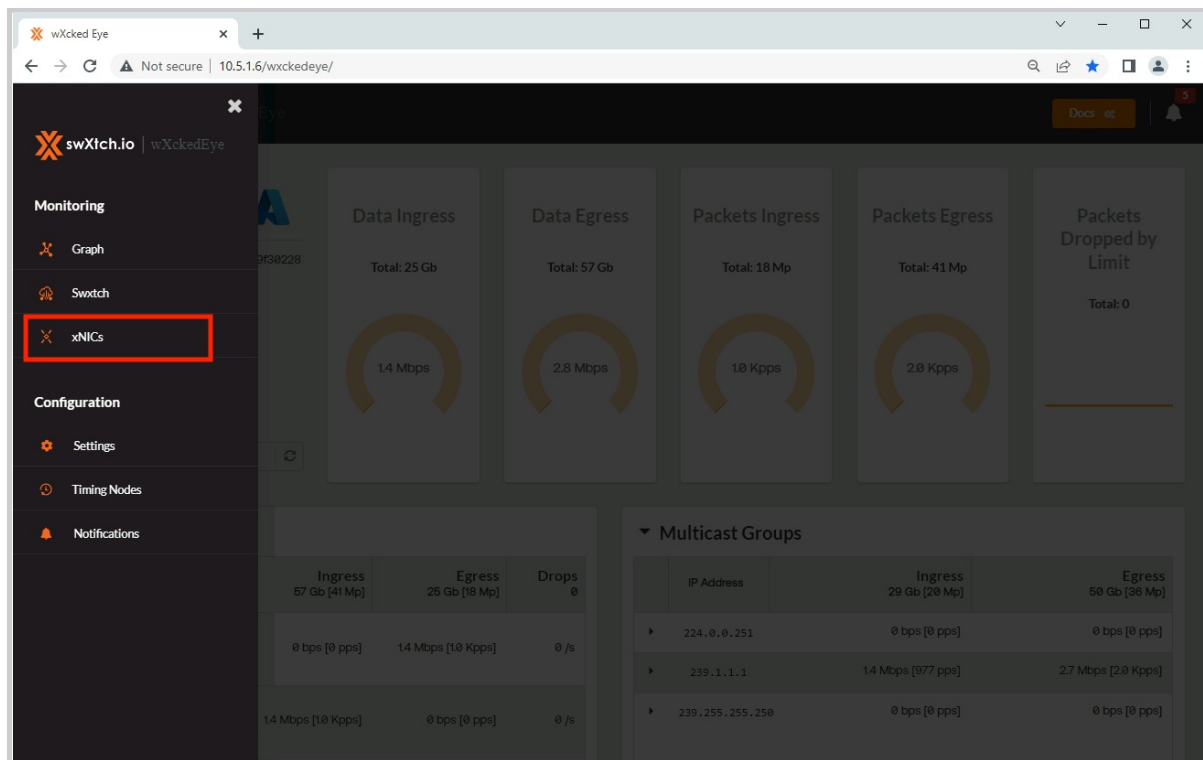 wXcked Eye
Not secure | 10.5.1.6/wxckedeye/
Eye
Docs
5
swXtch.io | wXckedEye
Monitoring
Graph
Swxtch
xNICs
Configuration
Settings
Timing Nodes
Notifications
9f30228
Data Ingress
Total: 25 Gb
1.4 Mbps
Data Egress
Total: 57 Gb
2.8 Mbps
Packets Ingress
Total: 18 Mp
1.0 Kpps
Packets Egress
Total: 41 Mp
2.0 Kpps
Packets
Dropped by
Limit
Total: 0
Ingress Egress Drops
57 Gb [41 Mp] 25 Gb [18 Mp] 0
0 bps [0 pps] 1.4 Mbps [1.0 Kpps] 0 /s
1.4 Mbps [1.0 Kpps] 0 bps [0 pps] 0 /s
Multicast Groups
IP Address Ingress Egress
29 Gb [20 Mp] 50 Gb [36 Mp]
224.0.0.251 0 bps [0 pps] 0 bps [0 pps]
239.1.1.1 1.4 Mbps [977 pps] 2.7 Mbps [2.0 Kpps]
239.255.255.250 0 bps [0 pps] 0 bps [0 pps]